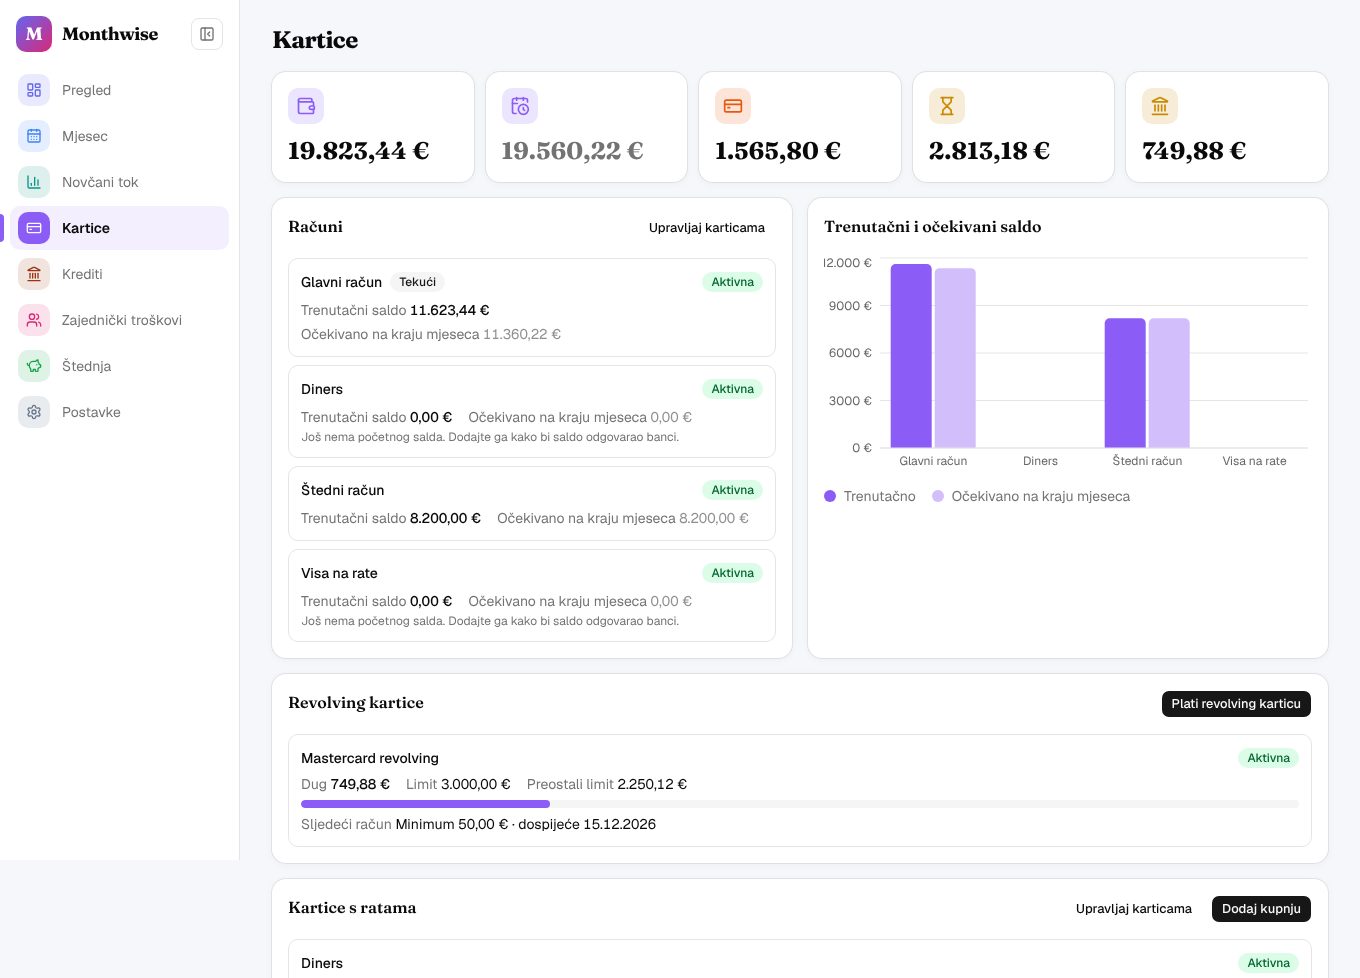 M Monthwise
Pregled
Mjesec
Novčani tok
Kartice
Krediti
Zajednički troškovi
Štednja
Postavke
Kartice
19.823,44 €
19.560,22 €
1.565,80 €
2.813,18 €
749,88 €
Računi
Upravljaj karticama
Glavni račun Tekući Aktivna
Trenutačni saldo 11.623,44 €
Očekivano na kraju mjeseca 11.360,22 €
Diners Aktivna
Trenutačni saldo 0,00 € Očekivano na kraju mjeseca 0,00 €
Još nema početnog salda. Dodajte ga kako bi saldo odgovarao banci.
Štedni račun Aktivna
Trenutačni saldo 8.200,00 € Očekivano na kraju mjeseca 8.200,00 €
Visa na rate Aktivna
Trenutačni saldo 0,00 € Očekivano na kraju mjeseca 0,00 €
Još nema početnog salda. Dodajte ga kako bi saldo odgovarao banci.
Trenutačni i očekivani saldo
12.000 €
9000 €
6000 €
3000 €
0 €
Glavni račun Diners Štedni račun Visa na rate
Trenutačno Očekivano na kraju mjeseca
Revolving kartice
Plati revolving karticu
Mastercard revolving Aktivna
Dug 749,88 € Limit 3.000,00 € Preostali limit 2.250,12 €
Sljedeći račun Minimum 50,00 € · dospijeće 15.12.2026
Kartice s ratama
Upravljaj karticama
Dodaj kupnju
Diners Aktivna